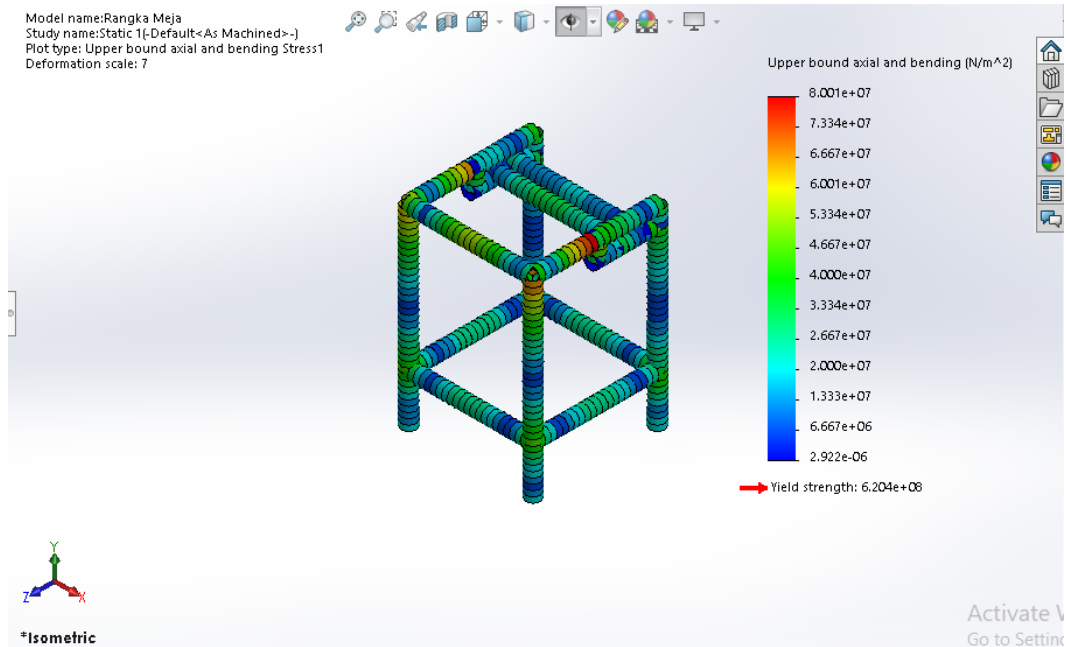 Model name:Rangka Meja
Study name:Static 1(-Default<As Machined>-)
Plot type: Upper bound axial and bending Stress1
Deformation scale: 7
Upper bound axial and bending (N/m^2)
8.001e+07
7.334e+07
6.667e+07
6.001e+07
5.334e+07
4.667e+07
4.000e+07
3.334e+07
2.667e+07
2.000e+07
1.333e+07
6.667e+06
2.922e-06
Yield strength: 6.204e+08
Y
Z
X
*Isometric
Activate
Go to Setting